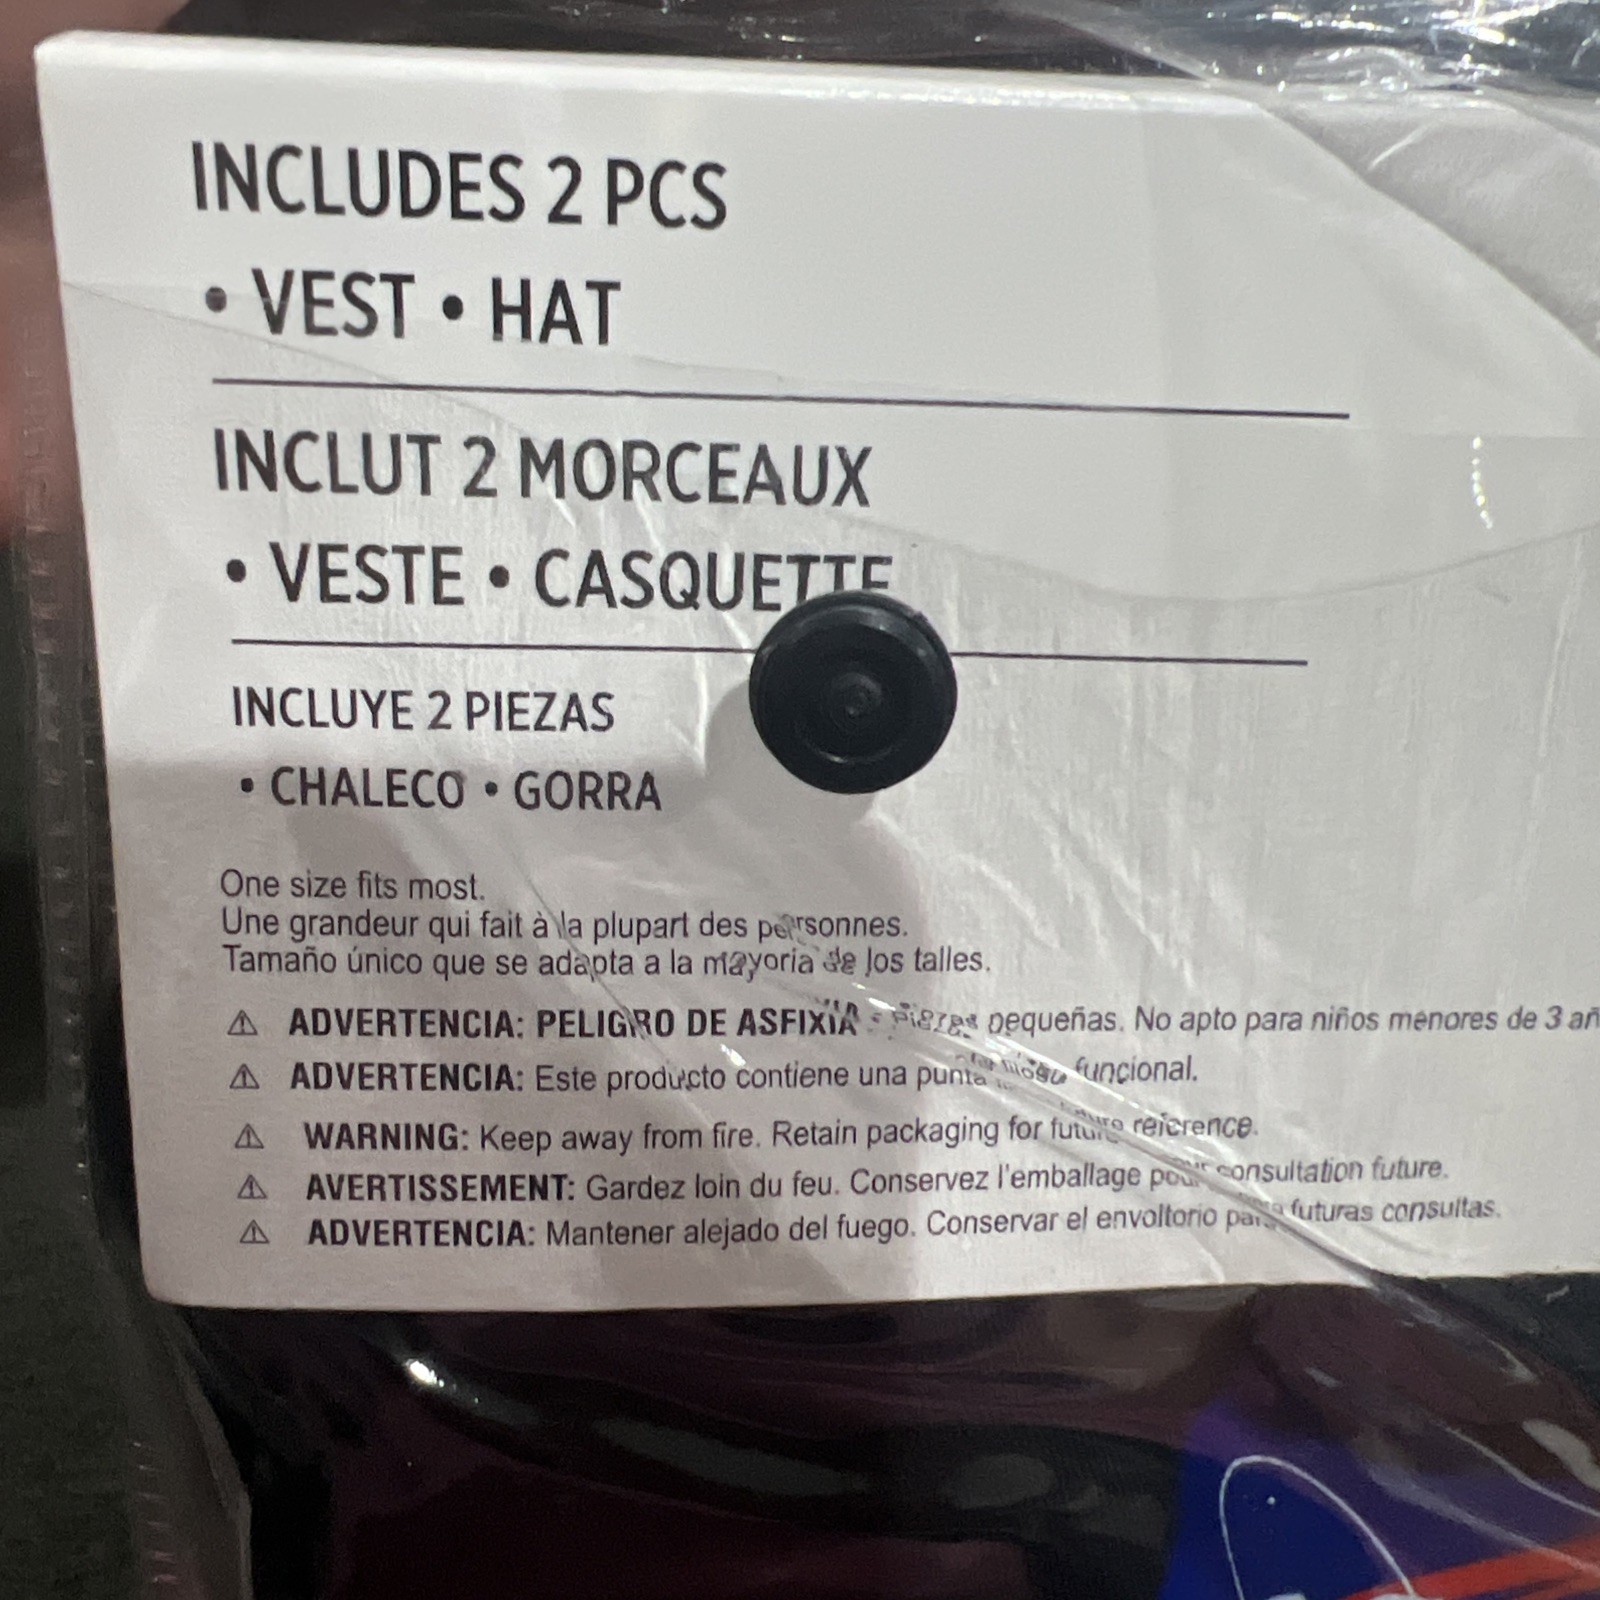 INCLUDES 2 PCS
• VEST • HAT
INCLUT 2 MORCEAUX
• VESTE • CASQUETTE
INCLUYE 2 PIEZAS
• CHALECO • GORRA
One size fits most.
Une grandeur qui fait à la plupart des personnes.
Tamaño único que se adapta a la mayoria de los talles.
⚠ ADVERTENCIA: PELIGRO DE ASFIXIA - Piezas pequeñas. No apto para niños menores de 3 añ
⚠ ADVERTENCIA: Este producto contiene una punta funcional.
⚠ WARNING: Keep away from fire. Retain packaging for future reference.
⚠ AVERTISSEMENT: Gardez loin du feu. Conservez l'emballage pour consultation future.
⚠ ADVERTENCIA: Mantener alejado del fuego. Conservar el envoltorio para futuras consultas.